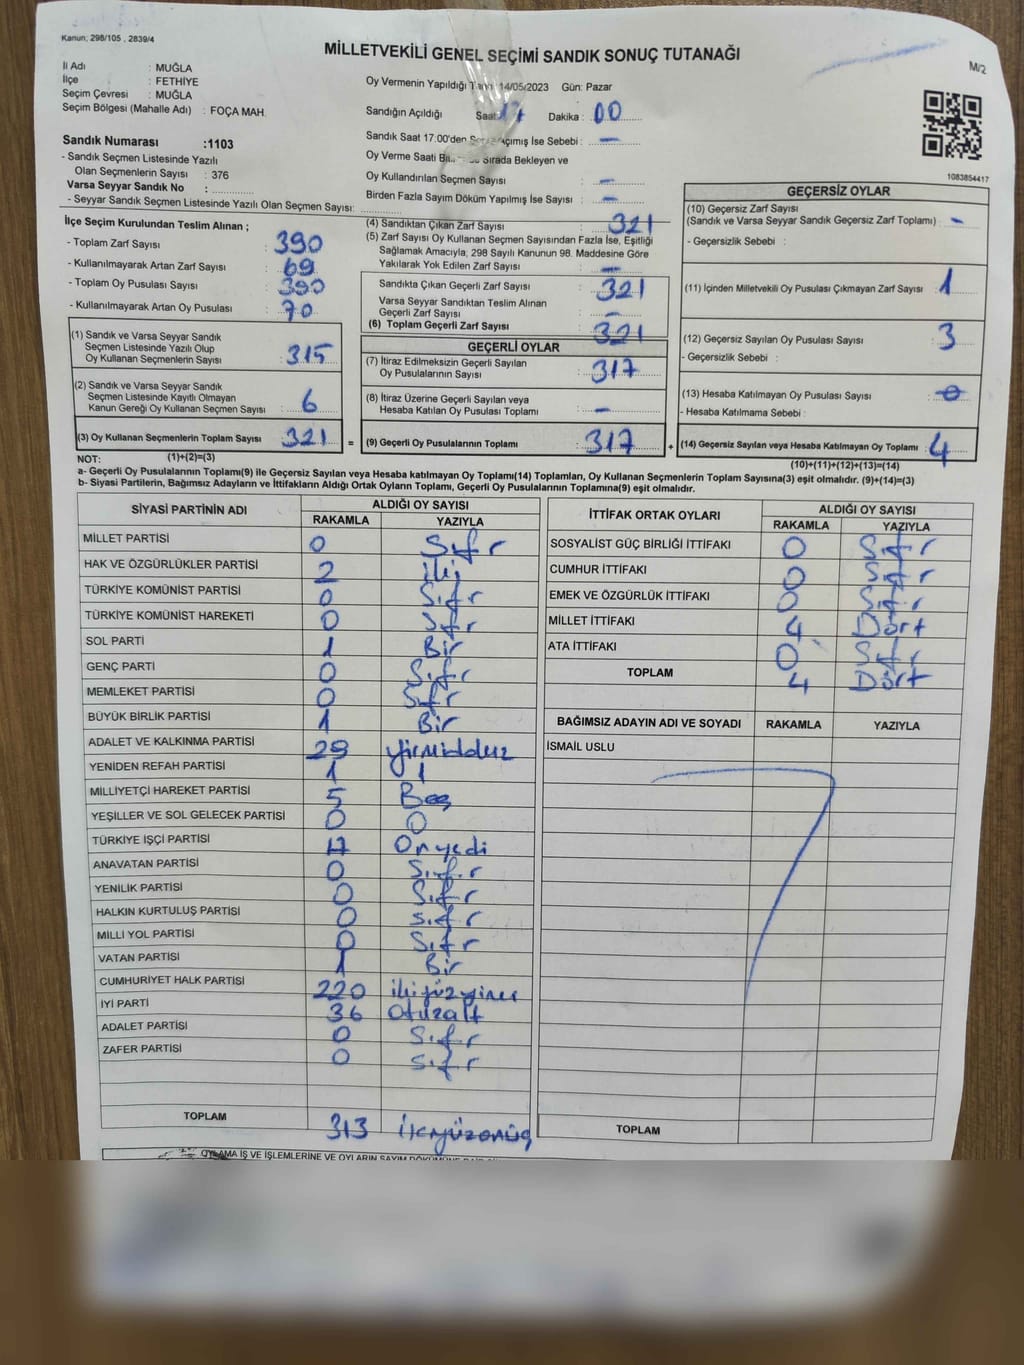 Kanun; 298/105 , 2839/4
MİLLETVEKİLİ GENEL SEÇİMİ SANDIK SONUÇ TUTANAĞI
M/2
İl Adı : MUĞLA
İlçe : FETHİYE
Seçim Çevresi : MUĞLA
Seçim Bölgesi (Mahalle Adı) : FOÇA MAH.
Oy Vermenin Yapıldığı 14/05/2023 Gün: Pazar
Sandığın Açıldığı Saat: 17 Dakika : 00
Sandık Saat 17.00'den Açılmış İse Sebebi : –
Oy Verme Saati Sırada Bekleyen ve
Oy Kullandırılan Seçmen Sayısı –
Birden Fazla Sayım Döküm Yapılmış İse Sayısı : –
Sandık Numarası :1103
- Sandık Seçmen Listesinde Yazılı
Olan Seçmenlerin Sayısı : 376
Varsa Seyyar Sandık No :
- Seyyar Sandık Seçmen Listesinde Yazılı Olan Seçmen Sayısı:
1083854417
İlçe Seçim Kurulundan Teslim Alınan ;
- Toplam Zarf Sayısı : 390
- Kullanılmayarak Artan Zarf Sayısı : 69
- Toplam Oy Pusulası Sayısı : 390
- Kullanılmayarak Artan Oy Pusulası : 70
(1) Sandık ve Varsa Seyyar Sandık
Seçmen Listesinde Yazılı Olup
Oy Kullanan Seçmenlerin Sayısı : 315
(2) Sandık ve Varsa Seyyar Sandık
Seçmen Listesinde Kayıtlı Olmayan
Kanun Gereği Oy Kullanan Seçmen Sayısı : 6
(3) Oy Kullanan Seçmenlerin Toplam Sayısı : 321
(4) Sandıktan Çıkan Zarf Sayısı : 321
(5) Zarf Sayısı Oy Kullanan Seçmen Sayısından Fazla İse, Eşitliği
Sağlamak Amacıyla, 298 Sayılı Kanunun 98. Maddesine Göre
Yakılarak Yok Edilen Zarf Sayısı : –
Sandıkta Çıkan Geçerli Zarf Sayısı : 321
Varsa Seyyar Sandıktan Teslim Alınan
Geçerli Zarf Sayısı : –
(6) Toplam Geçerli Zarf Sayısı : 321
GEÇERLİ OYLAR
(7) İtiraz Edilmeksizin Geçerli Sayılan
Oy Pusulalarının Sayısı : 317
(8) İtiraz Üzerine Geçerli Sayılan veya
Hesaba Katılan Oy Pusulası Toplamı : –
= (9) Geçerli Oy Pusulalarının Toplamı : 317
GEÇERSİZ OYLAR
(10) Geçersiz Zarf Sayısı
(Sandık ve Varsa Seyyar Sandık Geçersiz Zarf Toplamı) : –
- Geçersizlik Sebebi :
(11) İçinden Milletvekili Oy Pusulası Çıkmayan Zarf Sayısı : 1
(12) Geçersiz Sayılan Oy Pusulası Sayısı : 3
- Geçersizlik Sebebi :
(13) Hesaba Katılmayan Oy Pusulası Sayısı : 0
- Hesaba Katılmama Sebebi :
+ (14) Geçersiz Sayılan veya Hesaba Katılmayan Oy Toplamı : 4
NOT: (1)+(2)=(3)
(10)+(11)+(12)+(13)=(14)
a- Geçerli Oy Pusulalarının Toplamı(9) ile Geçersiz Sayılan veya Hesaba katılmayan Oy Toplamı(14) Toplamları, Oy Kullanan Seçmenlerin Toplam Sayısına(3) eşit olmalıdır. (9)+(14)=(3)
b- Siyasi Partilerin, Bağımsız Adayların ve İttifakların Aldığı Ortak Oyların Toplamı, Geçerli Oy Pusulalarının Toplamına(9) eşit olmalıdır.
SİYASİ PARTİNİN ADI ALDIĞI OY SAYISI
RAKAMLA YAZIYLA
MİLLET PARTİSİ 0 Sıfır
HAK VE ÖZGÜRLÜKLER PARTİSİ 2 iki
TÜRKİYE KOMÜNİST PARTİSİ 0 Sıfır
TÜRKİYE KOMÜNİST HAREKETİ 0 Sıfır
SOL PARTİ 1 Bir
GENÇ PARTİ 0 Sıfır
MEMLEKET PARTİSİ 0 Sıfır
BÜYÜK BİRLİK PARTİSİ 1 Bir
ADALET VE KALKINMA PARTİSİ 29 yirmidokuz
YENİDEN REFAH PARTİSİ 1 1
MİLLİYETÇİ HAREKET PARTİSİ 5 Beş
YEŞİLLER VE SOL GELECEK PARTİSİ 0 0
TÜRKİYE İŞÇİ PARTİSİ 17 Onyedi
ANAVATAN PARTİSİ 0 Sıfır
YENİLİK PARTİSİ 0 Sıfır
HALKIN KURTULUŞ PARTİSİ 0 Sıfır
MİLLİ YOL PARTİSİ 0 Sıfır
VATAN PARTİSİ 1 Bir
CUMHURİYET HALK PARTİSİ 220 ikiyüzyirmi
İYİ PARTİ 36 Otuzaltı
ADALET PARTİSİ 0 Sıfır
ZAFER PARTİSİ 0 Sıfır
TOPLAM 313
İTTİFAK ORTAK OYLARI ALDIĞI OY SAYISI
RAKAMLA YAZIYLA
SOSYALİST GÜÇ BİRLİĞİ İTTİFAKI 0 Sıfır
CUMHUR İTTİFAKI 0 Sıfır
EMEK VE ÖZGÜRLÜK İTTİFAKI 0 Sıfır
MİLLET İTTİFAKI 4 Dört
ATA İTTİFAKI 0 Sıfır
TOPLAM 4 Dört
BAĞIMSIZ ADAYIN ADI VE SOYADI RAKAMLA YAZIYLA
İSMAİL USLU
TOPLAM
OYLAMA İŞ VE İŞLEMLERİNE VE OYLARIN SAYIM